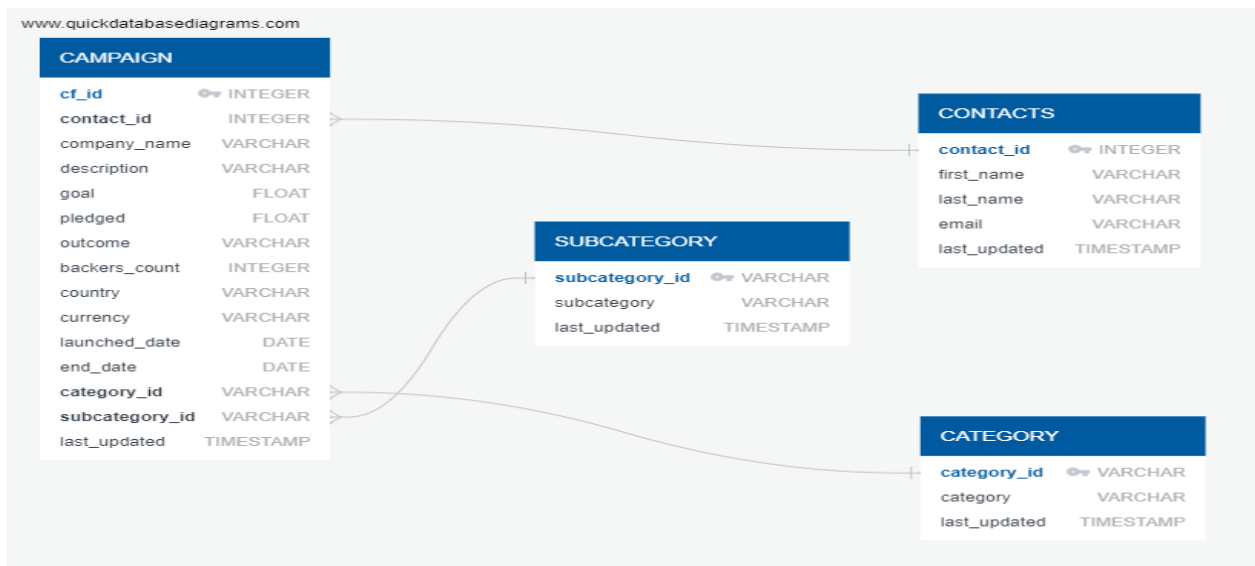 www.quickdatabasediagrams.com
CAMPAIGN
cf_id INTEGER
contact_id INTEGER
company_name VARCHAR
description VARCHAR
goal FLOAT
pledged FLOAT
outcome VARCHAR
backers_count INTEGER
country VARCHAR
currency VARCHAR
launched_date DATE
end_date DATE
category_id VARCHAR
subcategory_id VARCHAR
last_updated TIMESTAMP
SUBCATEGORY
subcategory_id VARCHAR
subcategory VARCHAR
last_updated TIMESTAMP
CONTACTS
contact_id INTEGER
first_name VARCHAR
last_name VARCHAR
email VARCHAR
last_updated TIMESTAMP
CATEGORY
category_id VARCHAR
category VARCHAR
last_updated TIMESTAMP